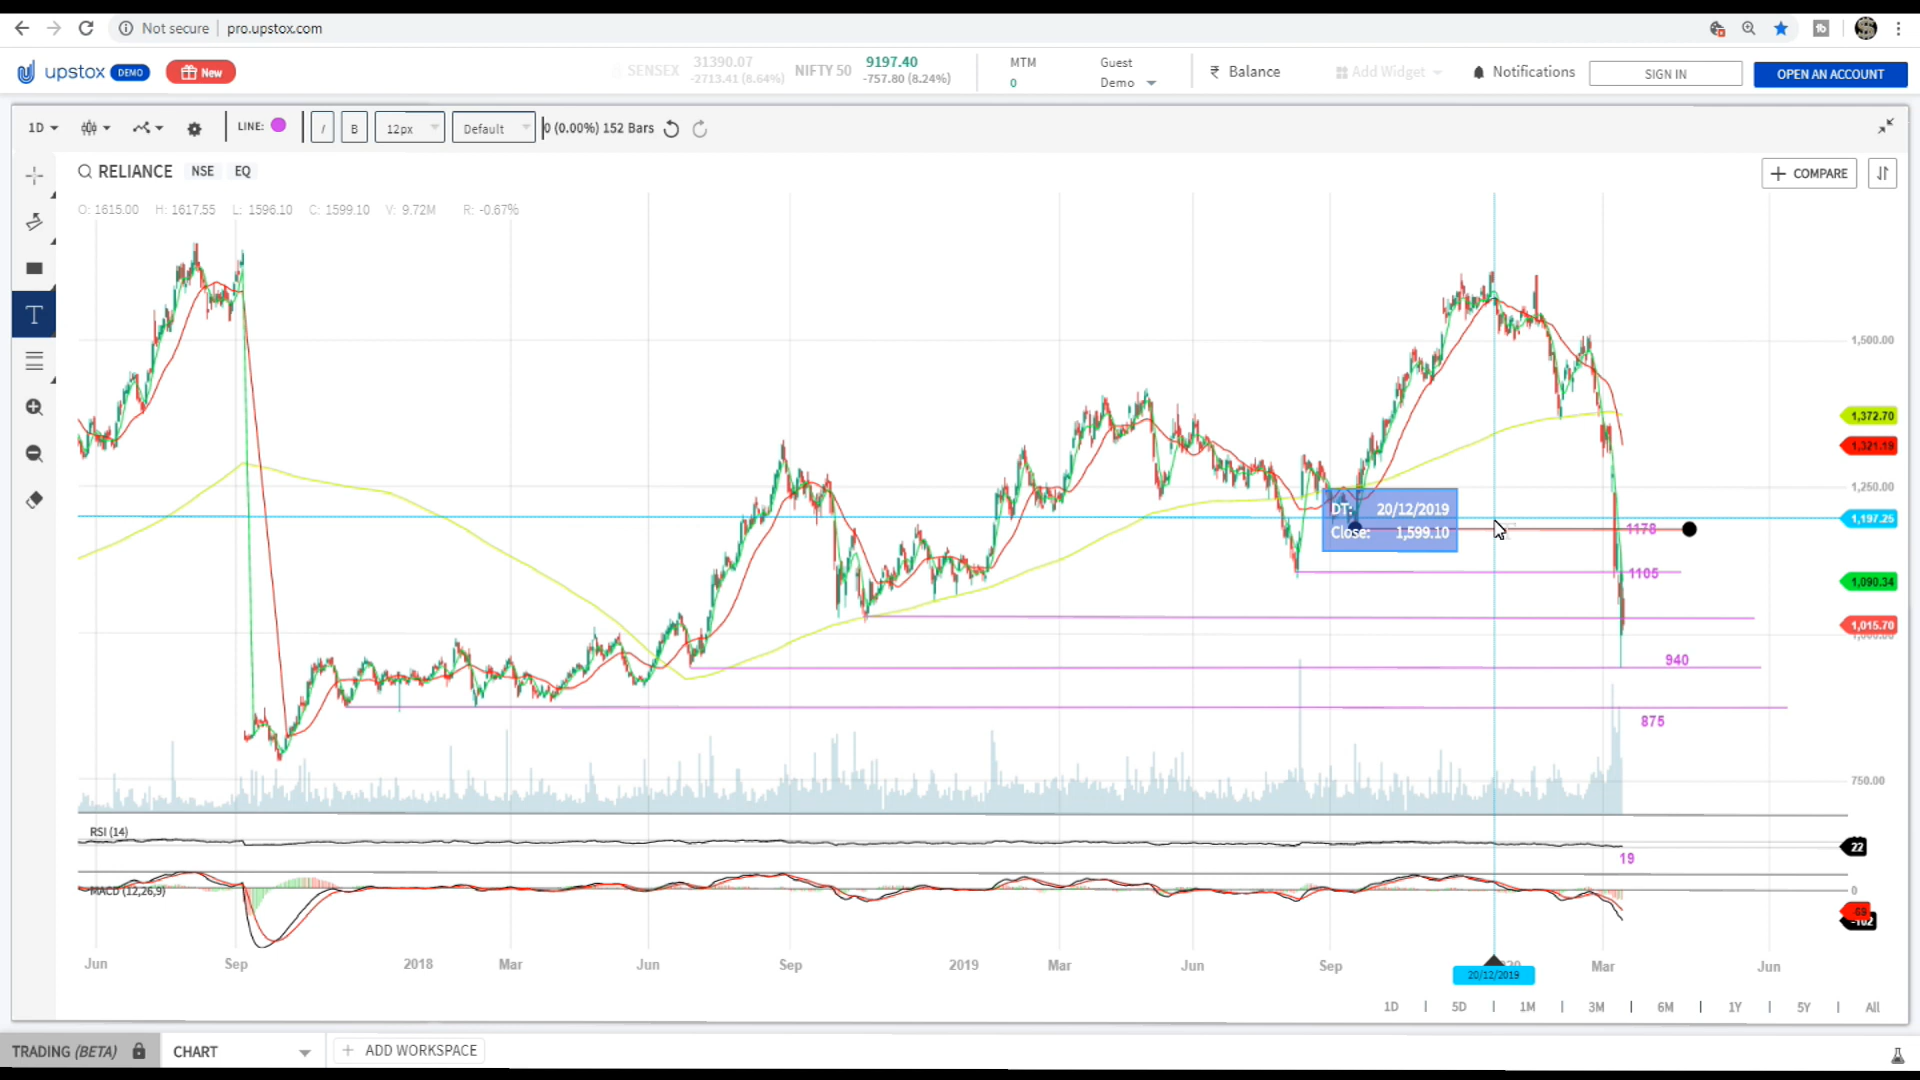 Not secure pro.upstox.com
upstox DEMO New SENSEX 31390.07 -2713.41 (8.64%) NIFTY 50 9197.40 -757.80 (8.24%) MTM 0 Guest Demo ₹ Balance Add Widget Notifications SIGN IN OPEN AN ACCOUNT
1D LINE: I B 12px Default 0 (0.00%) 152 Bars
RELIANCE NSE EQ + COMPARE
O: 1615.00 H: 1617.55 L: 1596.10 C: 1599.10 V: 9.72M R: -0.67%
T
1,500.00
1,372.70
1,321.19
1,250.00
DT: 20/12/2019
1,197.25
1178
Close: 1,599.10
1105
1,090.34
1,015.70
940
875
750.00
RSI (14)
22
19
MACD (12,26,9)
0
-69
-102
Jun Sep 2018 Mar Jun Sep 2019 Mar Jun Sep Mar Jun
20/12/2019
1D | 5D | 1M | 3M | 6M | 1Y | 5Y | All
TRADING (BETA) CHART + ADD WORKSPACE